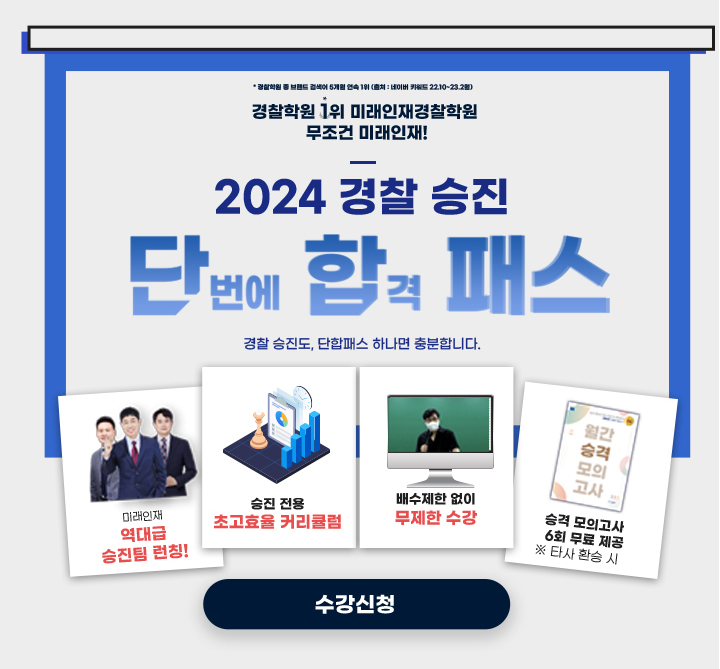 * 경찰학원 중 브랜드 검색어 5개월 연속 1위 (출처 : 네이버 키워드 22.10~23.2월)
경찰학원 1위 미래인재경찰학원
무조건 미래인재!
2024 경찰 승진
단번에 합격 패스
경찰 승진도, 단합패스 하나면 충분합니다.
미래인재
역대급
승진팀 런칭!
승진 전용
초고효율 커리큘럼
배수제한 없이
무제한 수강
월간
승격
모의
고사
승격 모의고사
6회 무료 제공
※ 타사 환승 시
수강신청